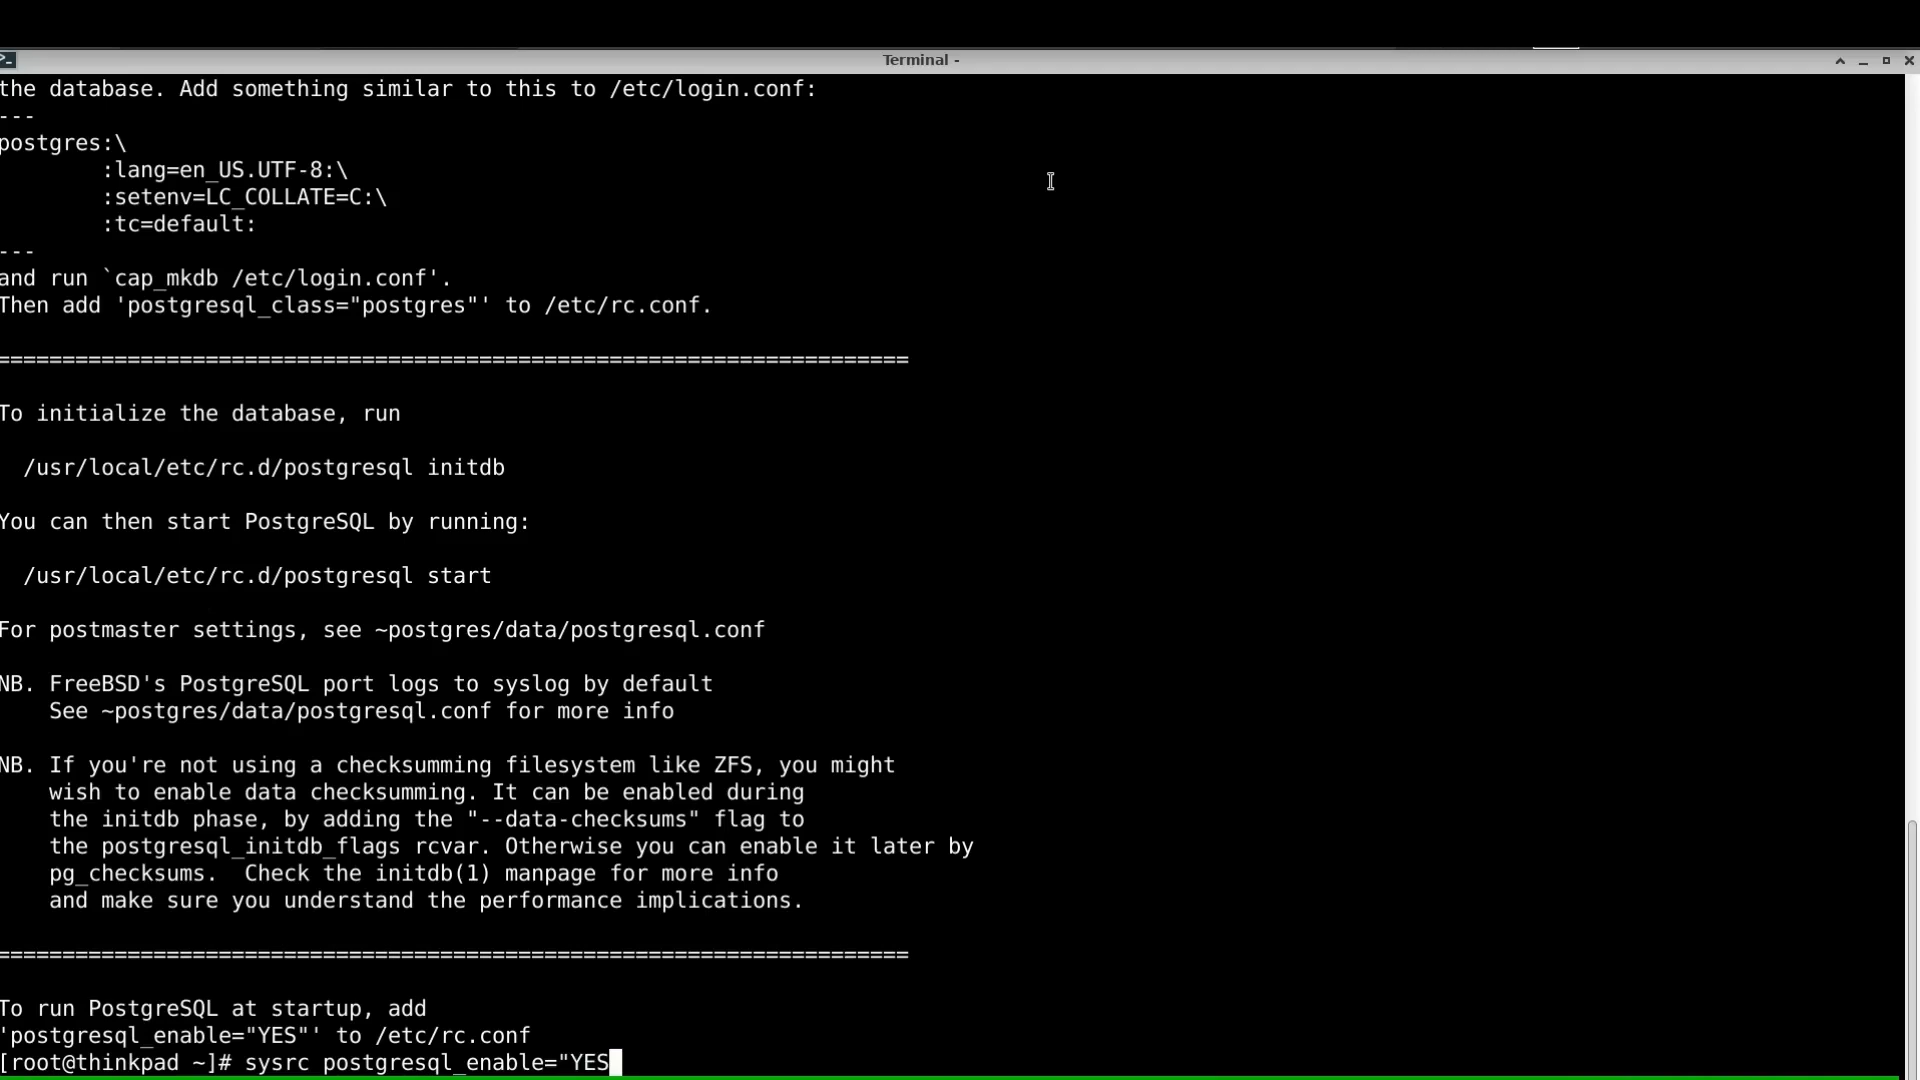 Terminal -
the database. Add something similar to this to /etc/login.conf:
---
postgres:\
        :lang=en_US.UTF-8:\
        :setenv=LC_COLLATE=C:\
        :tc=default:
---
and run `cap_mkdb /etc/login.conf'.
Then add 'postgresql_class="postgres"' to /etc/rc.conf.
======================================================================
To initialize the database, run
  /usr/local/etc/rc.d/postgresql initdb
You can then start PostgreSQL by running:
  /usr/local/etc/rc.d/postgresql start
For postmaster settings, see ~postgres/data/postgresql.conf
NB. FreeBSD's PostgreSQL port logs to syslog by default
    See ~postgres/data/postgresql.conf for more info
NB. If you're not using a checksumming filesystem like ZFS, you might
    wish to enable data checksumming. It can be enabled during
    the initdb phase, by adding the "--data-checksums" flag to
    the postgresql_initdb_flags rcvar. Otherwise you can enable it later by
    pg_checksums.  Check the initdb(1) manpage for more info
    and make sure you understand the performance implications.
======================================================================
To run PostgreSQL at startup, add
'postgresql_enable="YES"' to /etc/rc.conf
[root@thinkpad ~]# sysrc postgresql_enable="YES